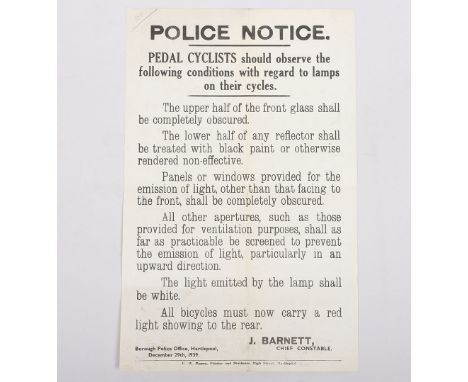 POLICE NOTICE.
PEDAL CYCLISTS should observe the
following conditions with regard to lamps
on their cycles.
The upper half of the front glass shall
be completely obscured.
The lower half of any reflector shall
be treated with black paint or otherwise
rendered non-effective.
Panels or windows provided for the
emission of light, other than that facing to
the front, shall be completely obscured.
All other apertures, such as those
provided for ventilation purposes, shall as
far as practicable be screened to prevent
the emission of light, particularly in an
upward direction.
The light emitted by the lamp shall
be white.
All bicycles must now carry a red
light showing to the rear.
J. BARNETT,
Borough Police Office, Hartlepool, CHIEF CONSTABLE.
December 29th, 1939.
Printer and Stationer, High Street, Hartlepool